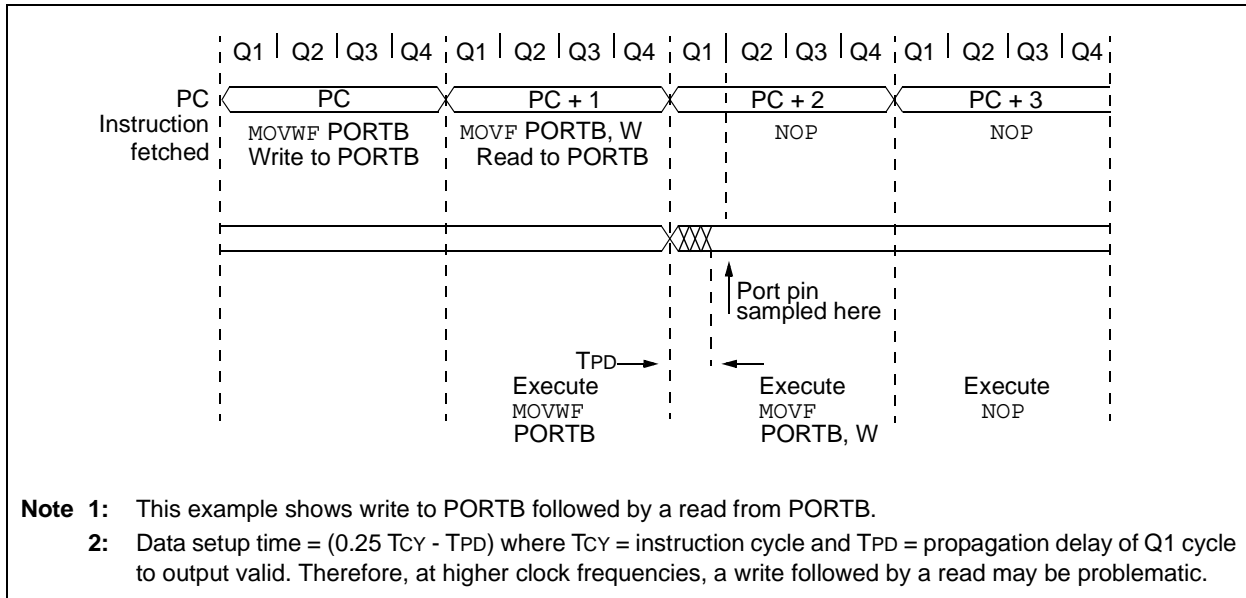 Q1 Q2 Q3 Q4 Q1 Q2 Q3 Q4 Q1 Q2 Q3 Q4 Q1 Q2 Q3 Q4
PC PC PC + 1 PC + 2 PC + 3
Instruction
fetched
MOVWF PORTB
Write to PORTB
MOVF PORTB, W
Read to PORTB
NOP
NOP
Port pin
sampled here
TPD
Execute
MOVWF
PORTB
Execute
MOVF
PORTB, W
Execute
NOP
Note 1: This example shows write to PORTB followed by a read from PORTB.
2: Data setup time = (0.25 TCY - TPD) where TCY = instruction cycle and TPD = propagation delay of Q1 cycle
to output valid. Therefore, at higher clock frequencies, a write followed by a read may be problematic.